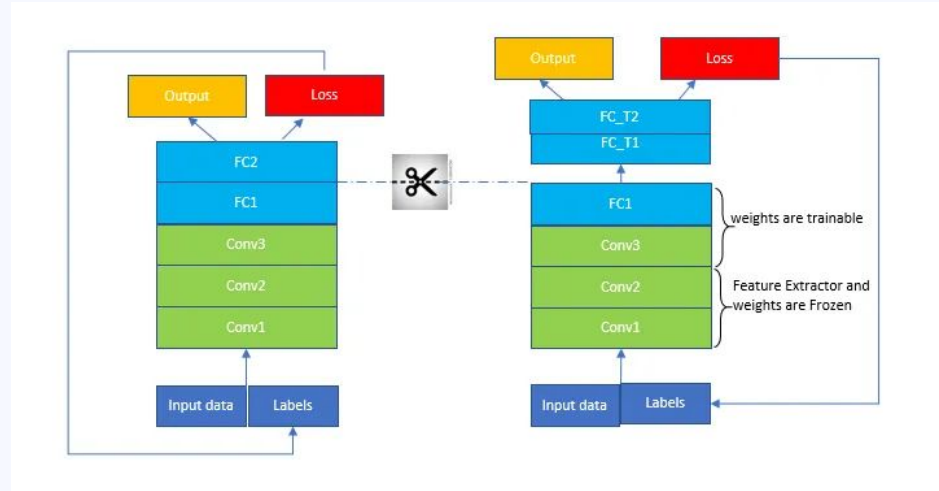 Output
Loss
FC2
FC1
Conv3
Conv2
Conv1
Input data
Labels
Output
Loss
FC_T2
FC_T1
FC1
Conv3
Conv2
Conv1
weights are trainable
Feature Extractor and
weights are Frozen
Input data
Labels